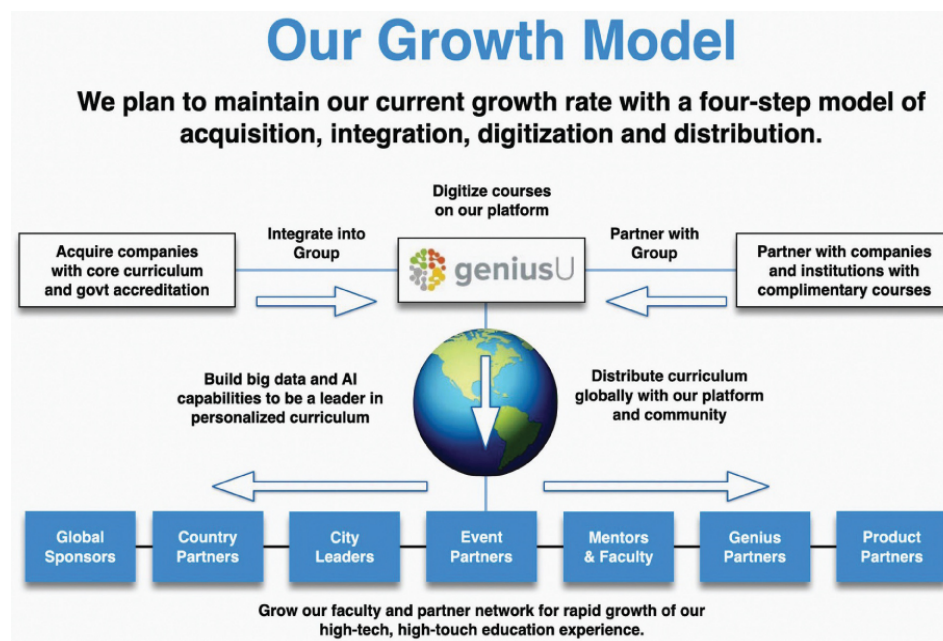 Our Growth Model
We plan to maintain our current growth rate with a four-step model of
acquisition, integration, digitization and distribution.
Digitize courses
on our platform
Acquire companies
with core curriculum
and govt accreditation
Integrate into
Group
geniusU
Partner with
Group
Partner with companies
and institutions with
complimentary courses
Build big data and AI
capabilities to be a leader in
personalized curriculum
Distribute curriculum
globally with our platform
and community
Global
Sponsors
Country
Partners
City
Leaders
Event
Partners
Mentors
& Faculty
Genius
Partners
Product
Partners
Grow our faculty and partner network for rapid growth of our
high-tech, high-touch education experience.